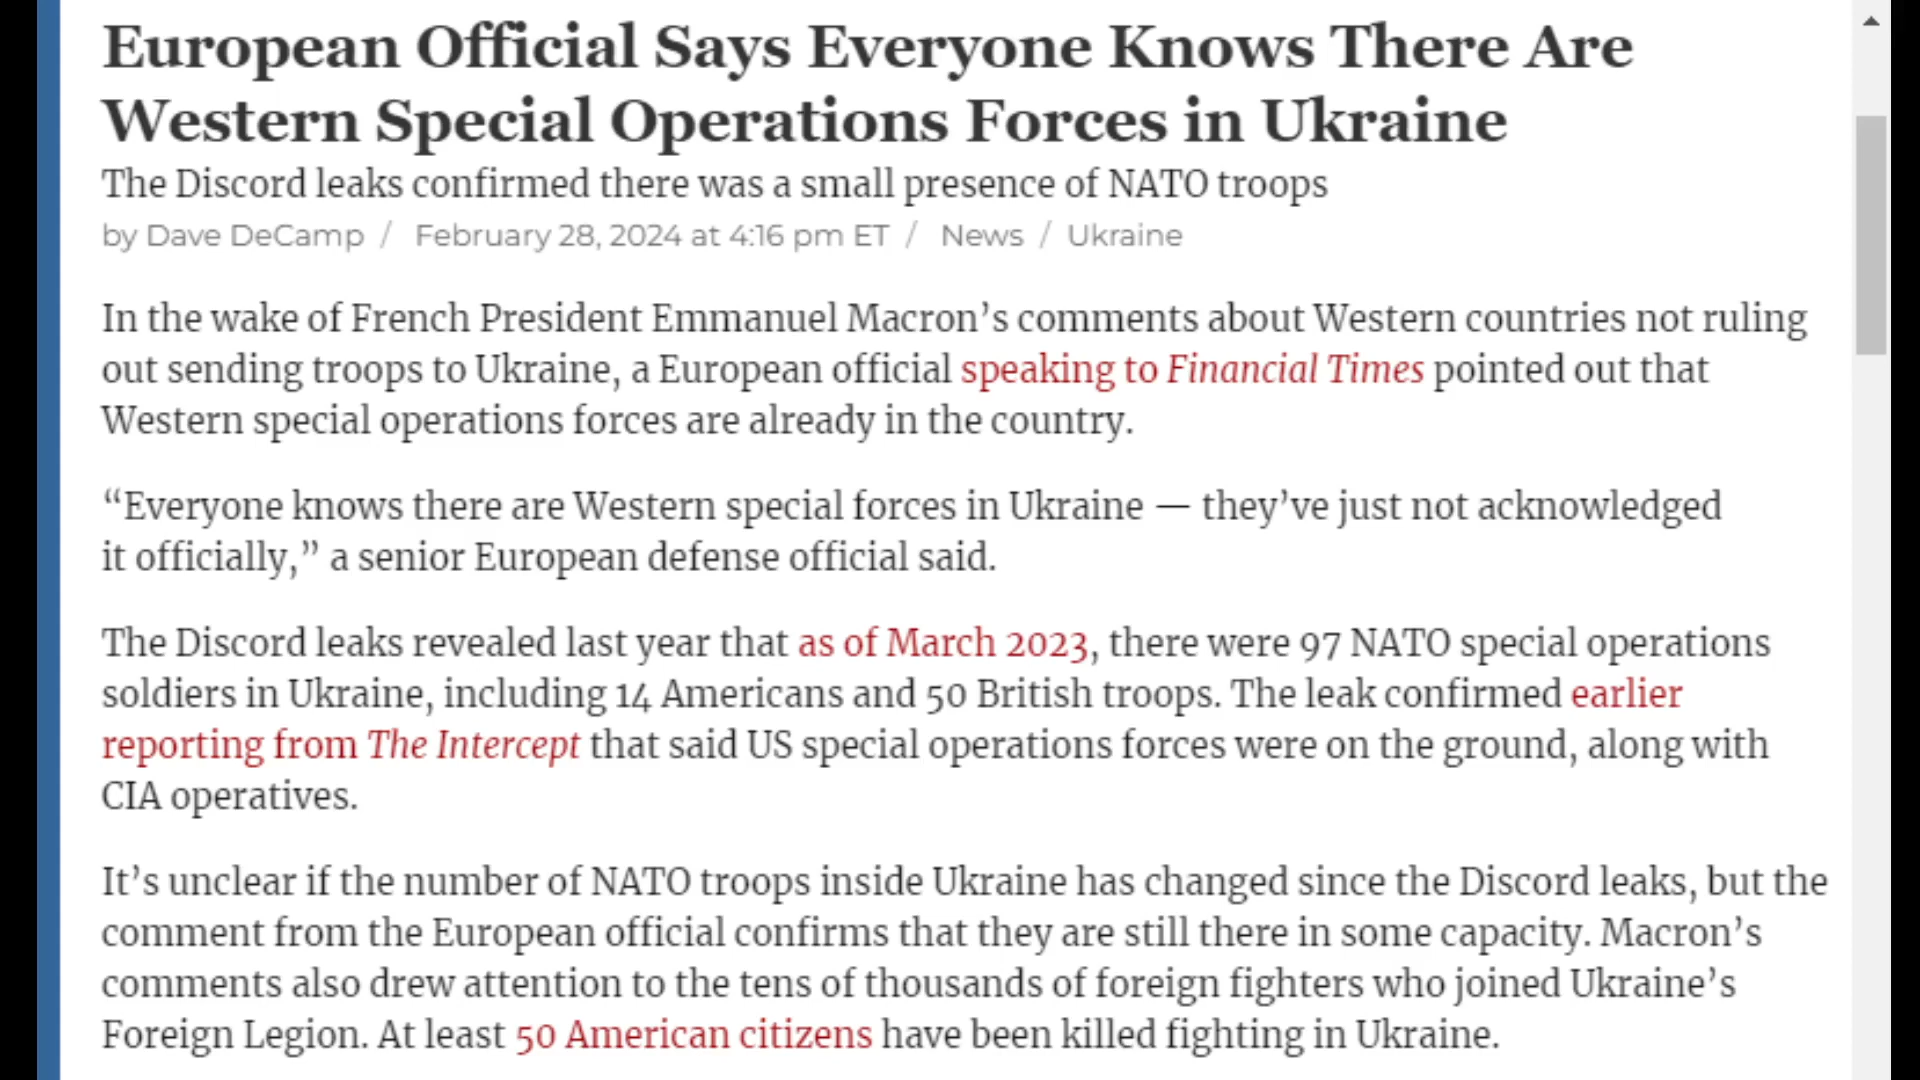 European Official Says Everyone Knows There Are
Western Special Operations Forces in Ukraine
The Discord leaks confirmed there was a small presence of NATO troops
by Dave DeCamp / February 28, 2024 at 4:16 pm ET / News / Ukraine
In the wake of French President Emmanuel Macron’s comments about Western countries not ruling
out sending troops to Ukraine, a European official speaking to Financial Times pointed out that
Western special operations forces are already in the country.
“Everyone knows there are Western special forces in Ukraine — they’ve just not acknowledged
it officially,” a senior European defense official said.
The Discord leaks revealed last year that as of March 2023, there were 97 NATO special operations
soldiers in Ukraine, including 14 Americans and 50 British troops. The leak confirmed earlier
reporting from The Intercept that said US special operations forces were on the ground, along with
CIA operatives.
It’s unclear if the number of NATO troops inside Ukraine has changed since the Discord leaks, but the
comment from the European official confirms that they are still there in some capacity. Macron’s
comments also drew attention to the tens of thousands of foreign fighters who joined Ukraine’s
Foreign Legion. At least 50 American citizens have been killed fighting in Ukraine.